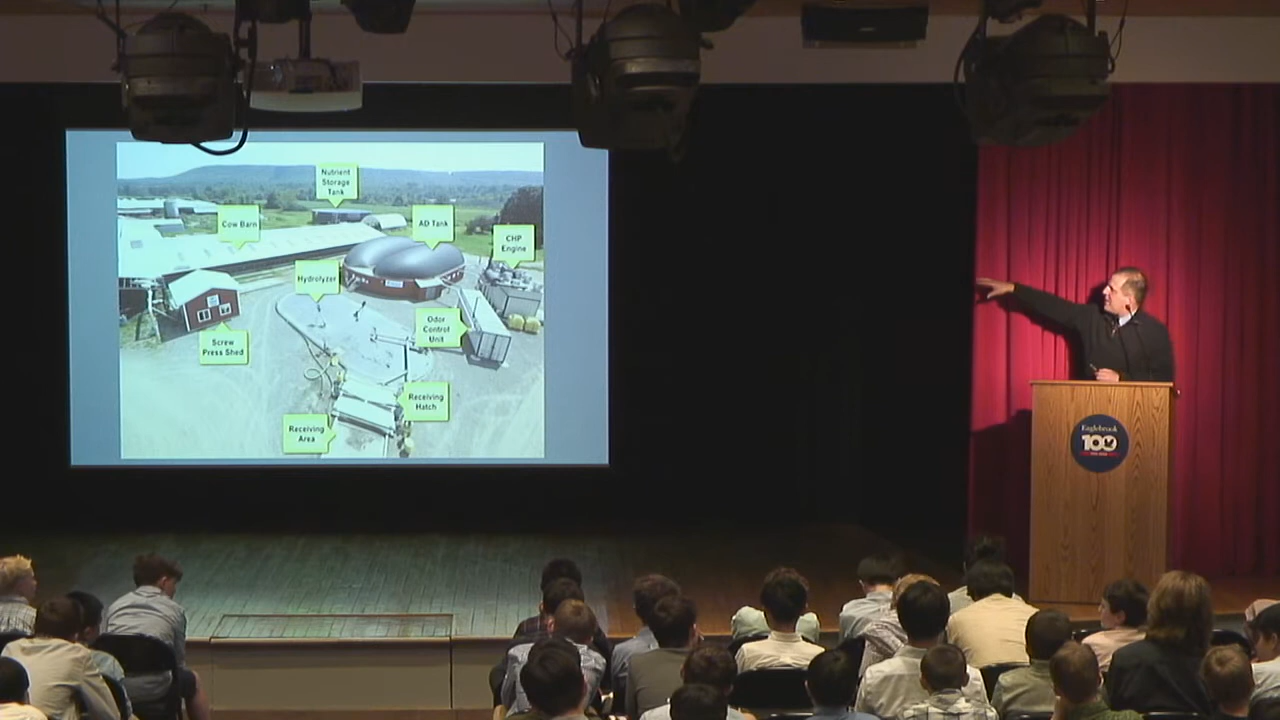 Nutrient
Storage
Tank
Cow Barn
AD Tank
CHP
Engine
Hydrolyzer
Odor
Control
Unit
Screw
Press Shed
Receiving
Hatch
Receiving
Area
Eaglebrook
100